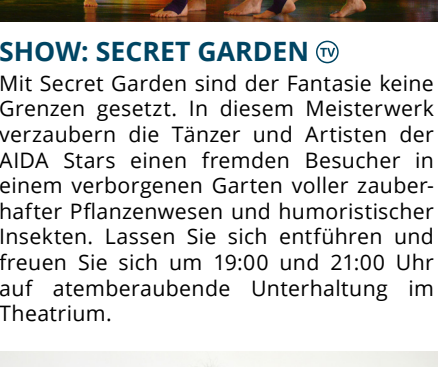 SHOW: SECRET GARDEN TV
Mit Secret Garden sind der Fantasie keine
Grenzen gesetzt. In diesem Meisterwerk
verzaubern die Tänzer und Artisten der
AIDA Stars einen fremden Besucher in
einem verborgenen Garten voller zauber-
hafter Pflanzenwesen und humoristischer
Insekten. Lassen Sie sich entführen und
freuen Sie sich um 19:00 und 21:00 Uhr
auf atemberaubende Unterhaltung im
Theatrium.